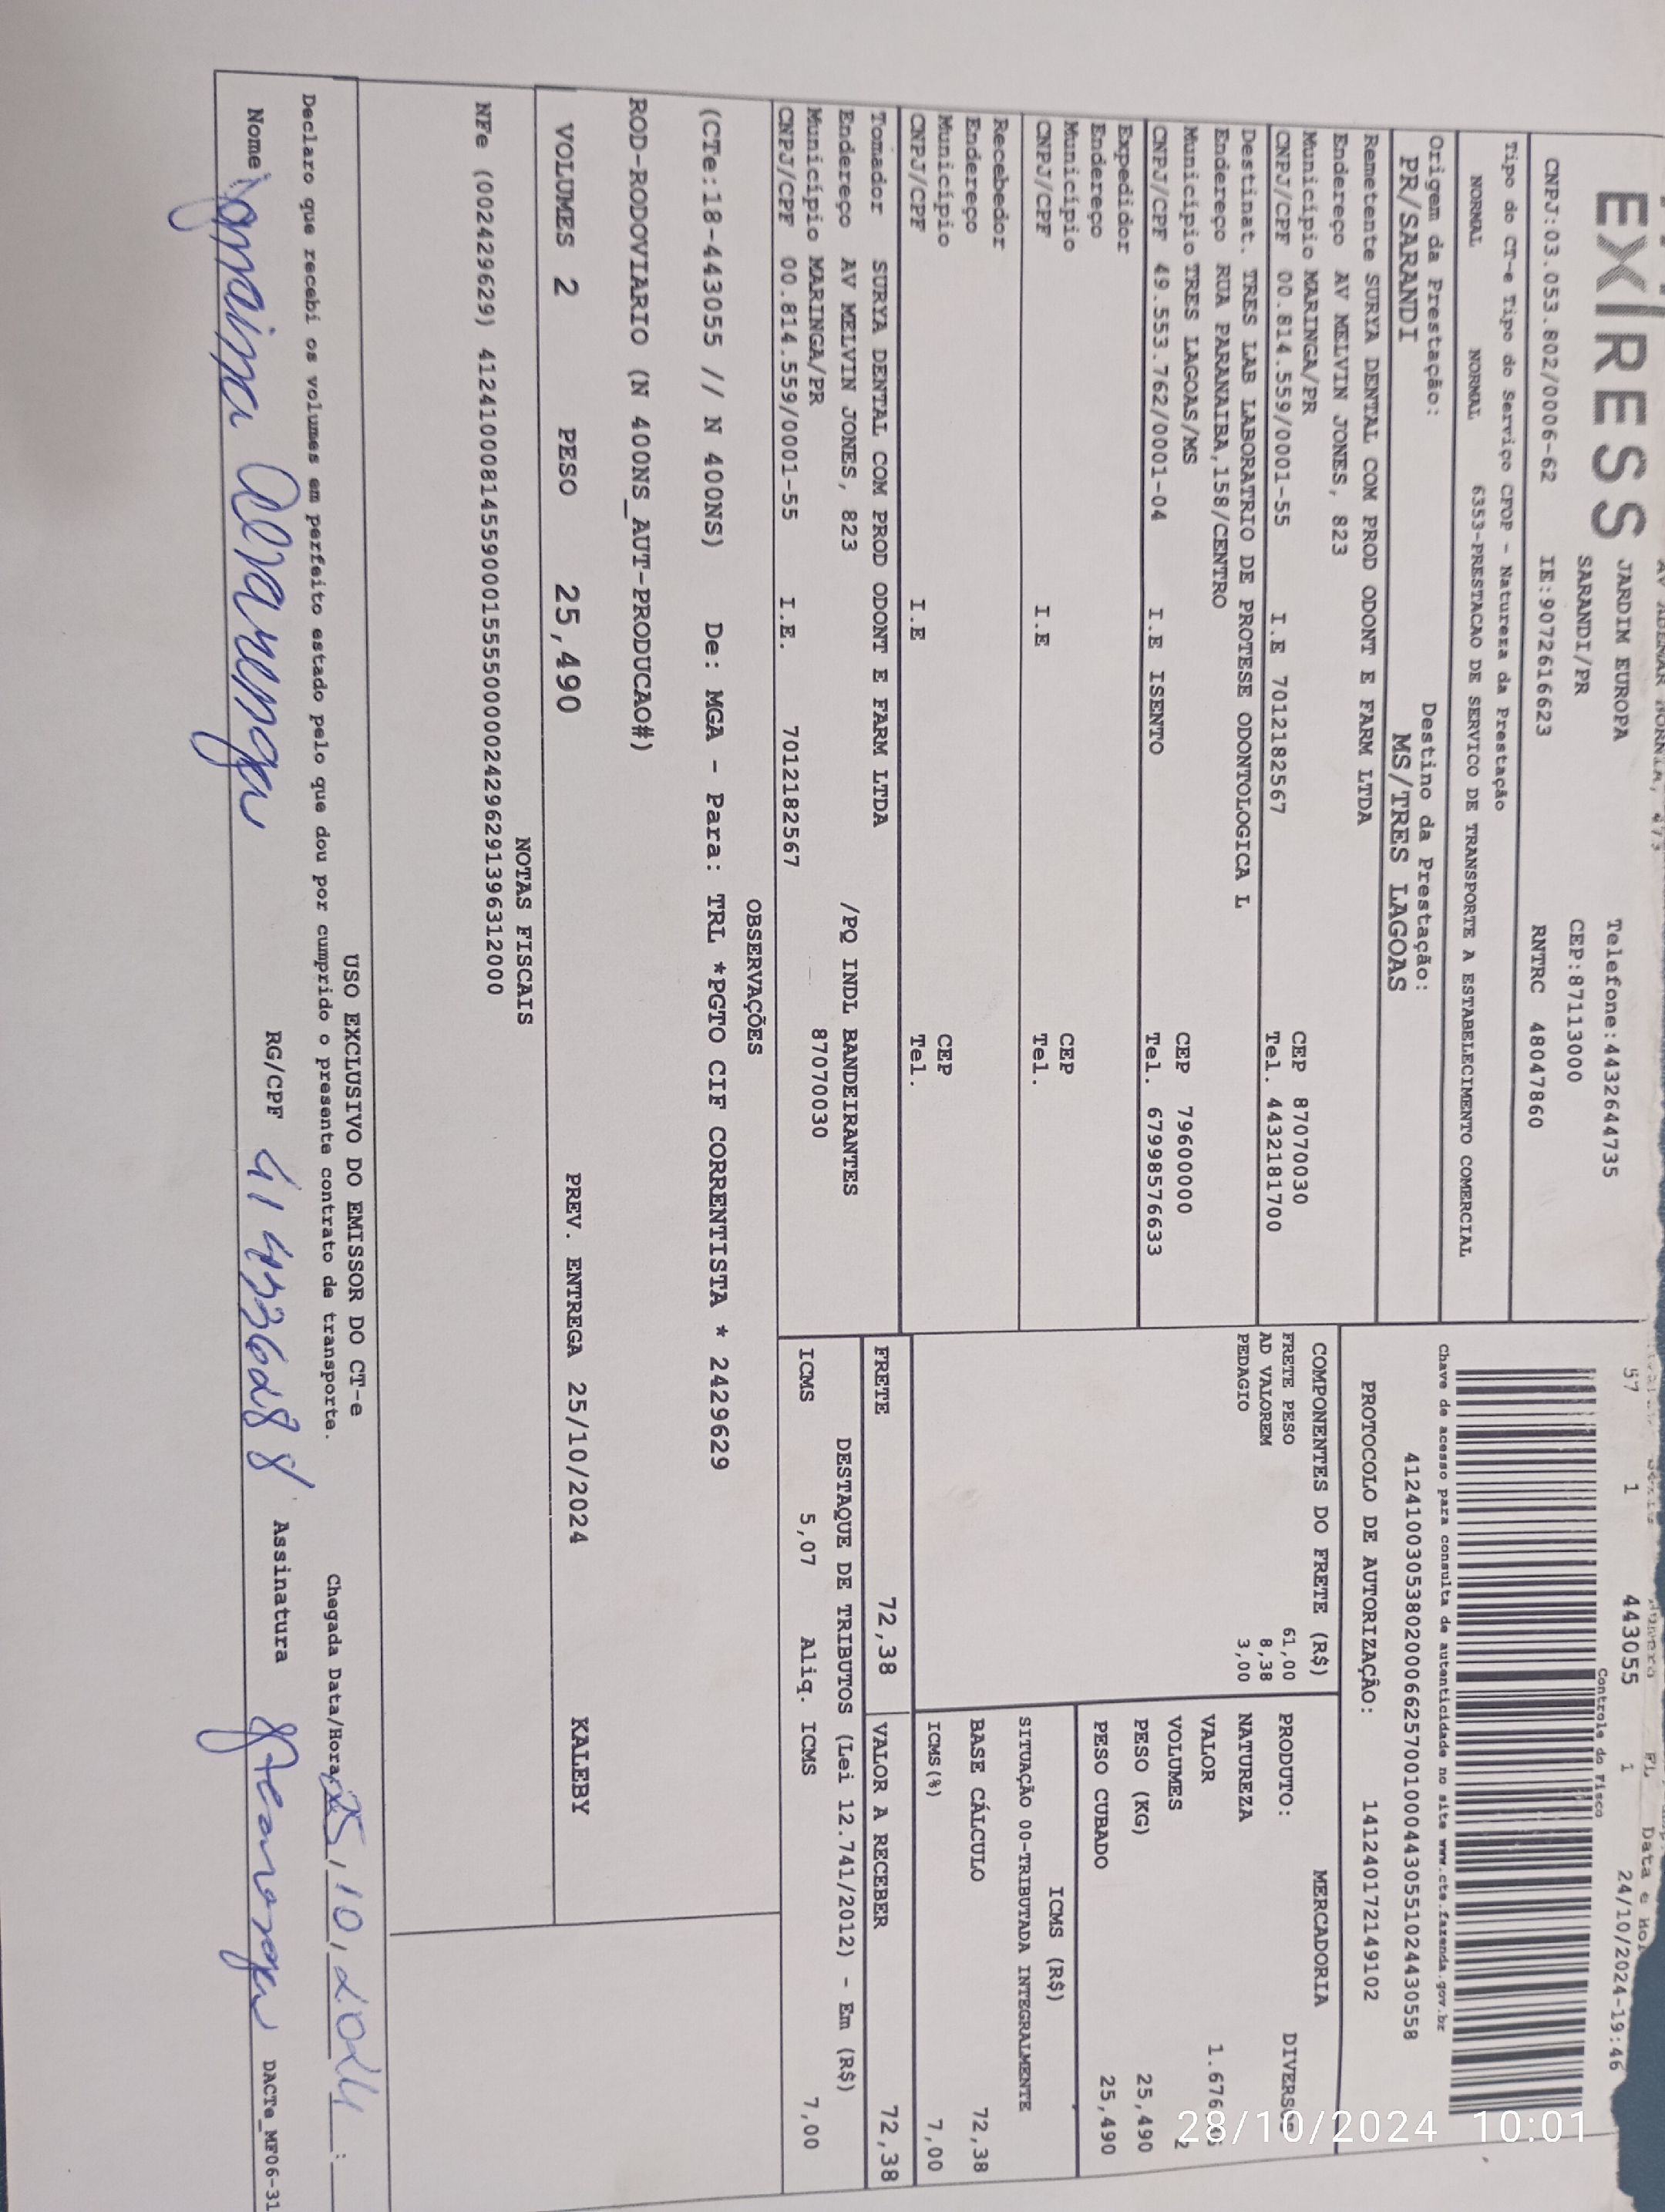 EXPRESS
JARDIM EUROPA
SARANDI/PR
Telefone:4432644735
CEP:87113000
CNPJ:03.053.802/0006-62 IE:9072616623 RNTRC 48047860
57 1 443055 1 24/10/2024-19:46
Controle do Fisco
Tipo do CT-e Tipo do Serviço CFOP - Natureza da Prestação
NORMAL NORMAL 6353-PRESTACAO DE SERVICO DE TRANSPORTE A ESTABELECIMENTO COMERCIAL
Chave de acesso para consulta de autenticidade no site www.cte.fazenda.gov.br
41241003053802000662570010004430551024430558
Origem da Prestação: Destino da Prestação:
PR/SARANDI MS/TRES LAGOAS
PROTOCOLO DE AUTORIZAÇÃO: 141240172149102
Remetente SURYA DENTAL COM PROD ODONT E FARM LTDA
Endereço AV MELVIN JONES, 823
Município MARINGA/PR CEP 87070030
CNPJ/CPF 00.814.559/0001-55 I.E 7012182567 Tel. 4432181700
Destinat. TRES LAB LABORATRIO DE PROTESE ODONTOLOGICA L
Endereço RUA PARANAIBA,158/CENTRO
Município TRES LAGOAS/MS CEP 79600000
CNPJ/CPF 49.553.762/0001-04 I.E ISENTO Tel. 67998576633
Expedidor
Endereço
Município CEP
CNPJ/CPF I.E Tel.
Recebedor
Endereço
Município CEP
CNPJ/CPF I.E Tel.
Tomador SURYA DENTAL COM PROD ODONT E FARM LTDA
Endereço AV MELVIN JONES, 823 /PQ INDL BANDEIRANTES
Município MARINGA/PR 87070030
CNPJ/CPF 00.814.559/0001-55 I.E. 7012182567
COMPONENTES DO FRETE (R$)
FRETE PESO 61,00
AD VALOREM 8,38
PEDAGIO 3,00
MERCADORIA
PRODUTO: DIVERSOS
NATUREZA
VALOR
VOLUMES 2
PESO (KG) 25,490
PESO CUBADO 25,490
ICMS (R$)
SITUAÇÃO 00-TRIBUTADA INTEGRALMENTE
BASE CÁLCULO 72,38
ICMS(%) 7,00
FRETE 72,38 VALOR A RECEBER 72,38
DESTAQUE DE TRIBUTOS (Lei 12.741/2012) - Em (R$)
ICMS 5,07 Aliq. ICMS 7,00
OBSERVAÇÕES
(CTe:18-443055 // N 400NS) De: MGA - Para: TRL *PGTO CIF CORRENTISTA * 2429629
ROD-RODOVIARIO (N 400NS_AUT-PRODUCAO#)
VOLUMES 2 PESO 25,490 PREV. ENTREGA 25/10/2024 KALEBY
NOTAS FISCAIS
NFe (002429629) 41241000814559000155550000024296291396312000
USO EXCLUSIVO DO EMISSOR DO CT-e
Declaro que recebi os volumes em perfeito estado pelo que dou por cumprido o presente contrato de transporte. Chegada Data/Hora 25/10/2024 :
Nome Alvarenga RG/CPF Assinatura DACTe_MF06-31
28/10/2024 10:01